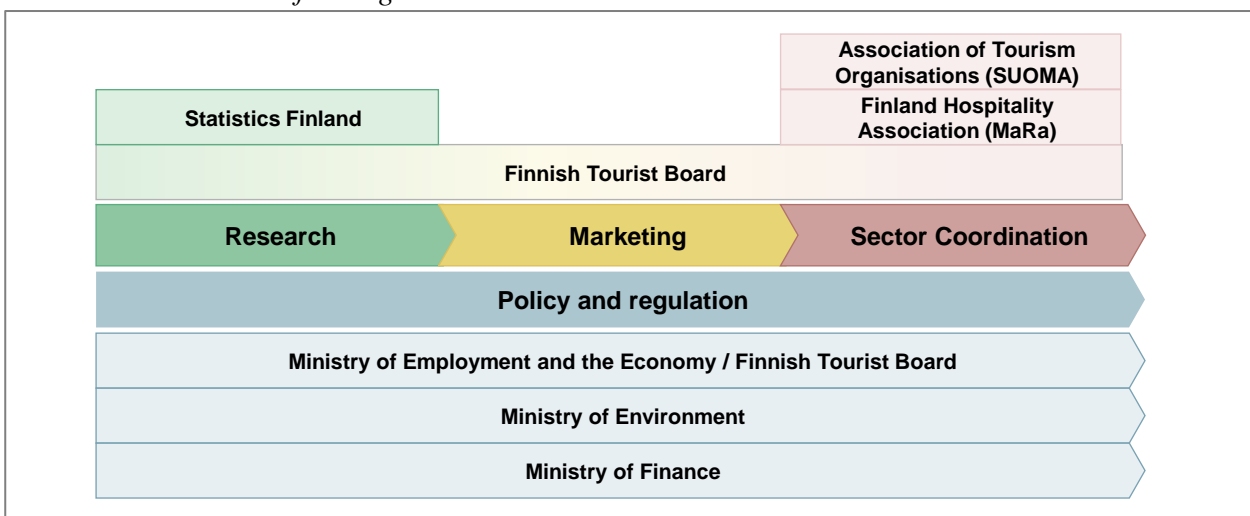 Association of Tourism
Organisations (SUOMA)
Statistics Finland
Finland Hospitality
Association (MaRa)
Finnish Tourist Board
Research
Marketing
Sector Coordination
Policy and regulation
Ministry of Employment and the Economy / Finnish Tourist Board
Ministry of Environment
Ministry of Finance